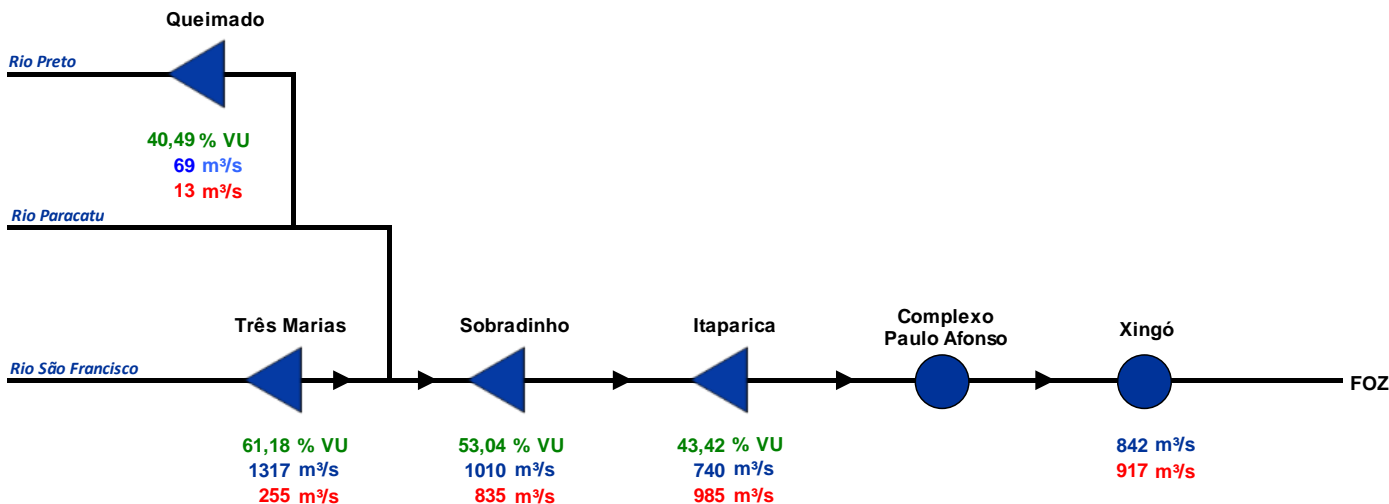 Queimado
Rio Preto
40,49 % VU
69 m³/s
13 m³/s
Rio Paracatu
Três Marias
Sobradinho
Itaparica
Complexo
Paulo Afonso
Xingó
Rio São Francisco
FOZ
61,18 % VU
1317 m³/s
255 m³/s
53,04 % VU
1010 m³/s
835 m³/s
43,42 % VU
740 m³/s
985 m³/s
842 m³/s
917 m³/s